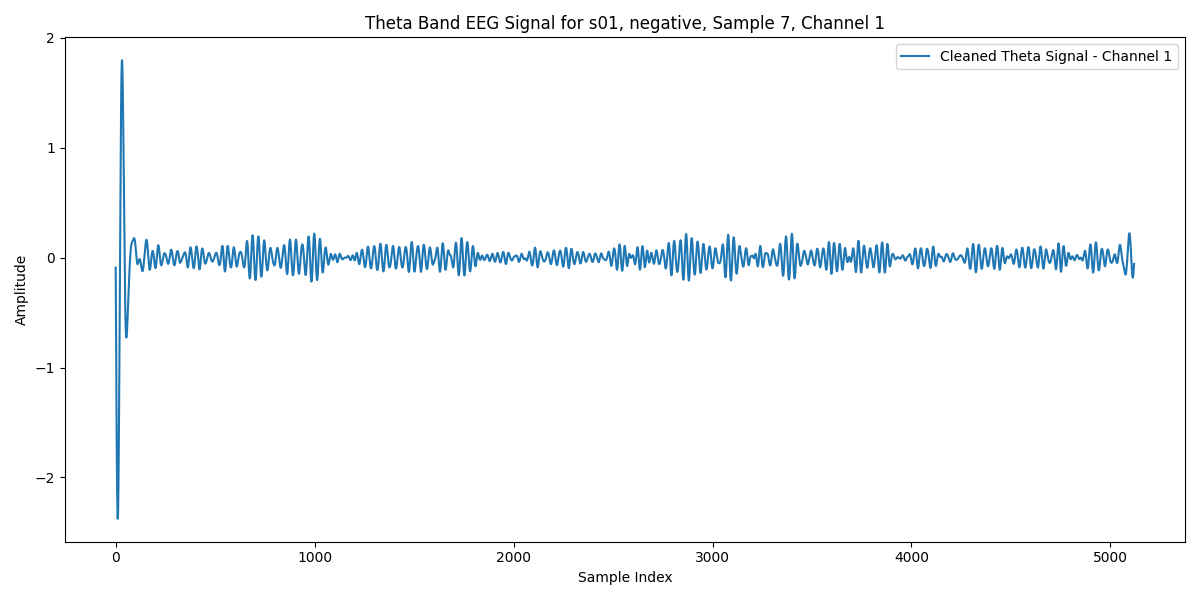 Theta Band EEG Signal for s01, negative, Sample 7, Channel 1
Cleaned Theta Signal - Channel 1
2
1
0
−1
−2
Amplitude
0 1000 2000 3000 4000 5000
Sample Index